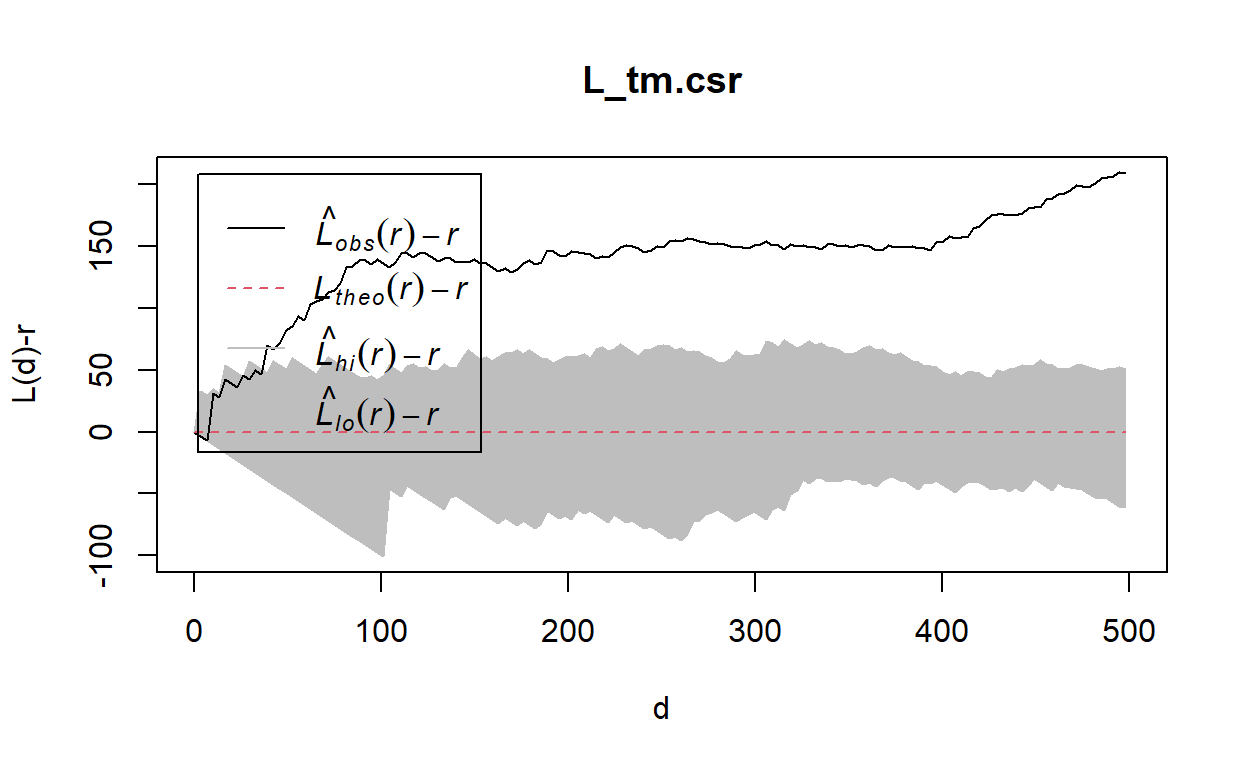 L_tm.csr
L(d)-r
150
50
0
-100
L̂obs(r) – r
Ltheo(r) – r
L̂hi(r) – r
L̂lo(r) – r
0 100 200 300 400 500
d